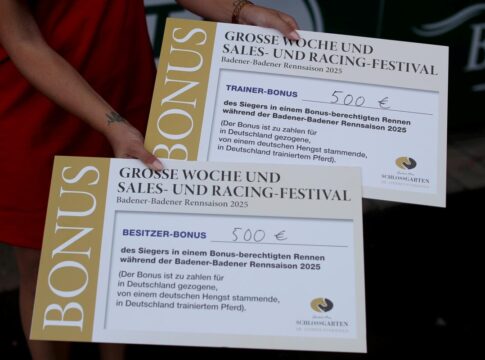 BONUS
GROSSE WOCHE UND
SALES- UND RACING-FESTIVAL
Baden-Badener Rennsaison 2025
TRAINER-BONUS 500 €
des Siegers in einem Bonus-berechtigten Rennen
während der Baden-Badener Rennsaison 2025
(Der Bonus ist zu zahlen für
in Deutschland gezogene,
von einem deutschen Hengst stammende,
in Deutschland trainiertem Pferd).
SCHLOSSGARTEN
BONUS
GROSSE WOCHE UND
SALES- UND RACING-FESTIVAL
Baden-Badener Rennsaison 2025
BESITZER-BONUS 500 €
des Siegers in einem Bonus-berechtigten Rennen
während der Baden-Badener Rennsaison 2025
(Der Bonus ist zu zahlen für
in Deutschland gezogene,
von einem deutschen Hengst stammende,
in Deutschland trainiertem Pferd).
SCHLOSSGARTEN